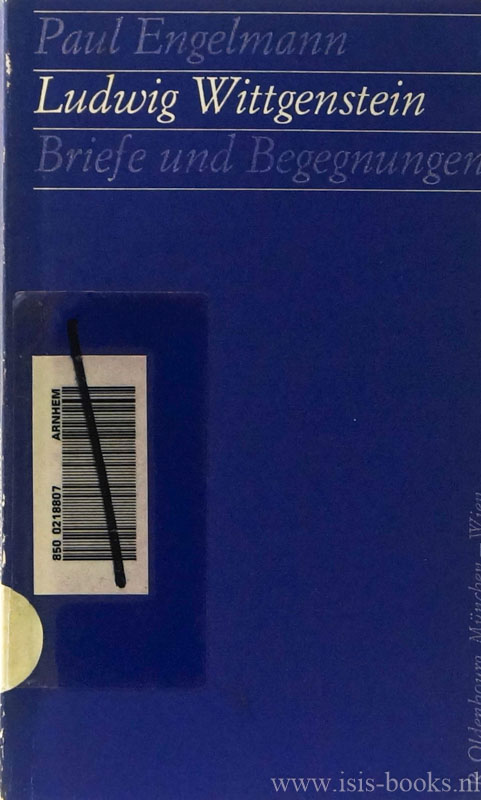 Paul Engelmann
Ludwig Wittgenstein
Briefe und Begegnungen
ARNHEM
850 0218807
Oldenbourg München - Wien
www.isis-books.nl